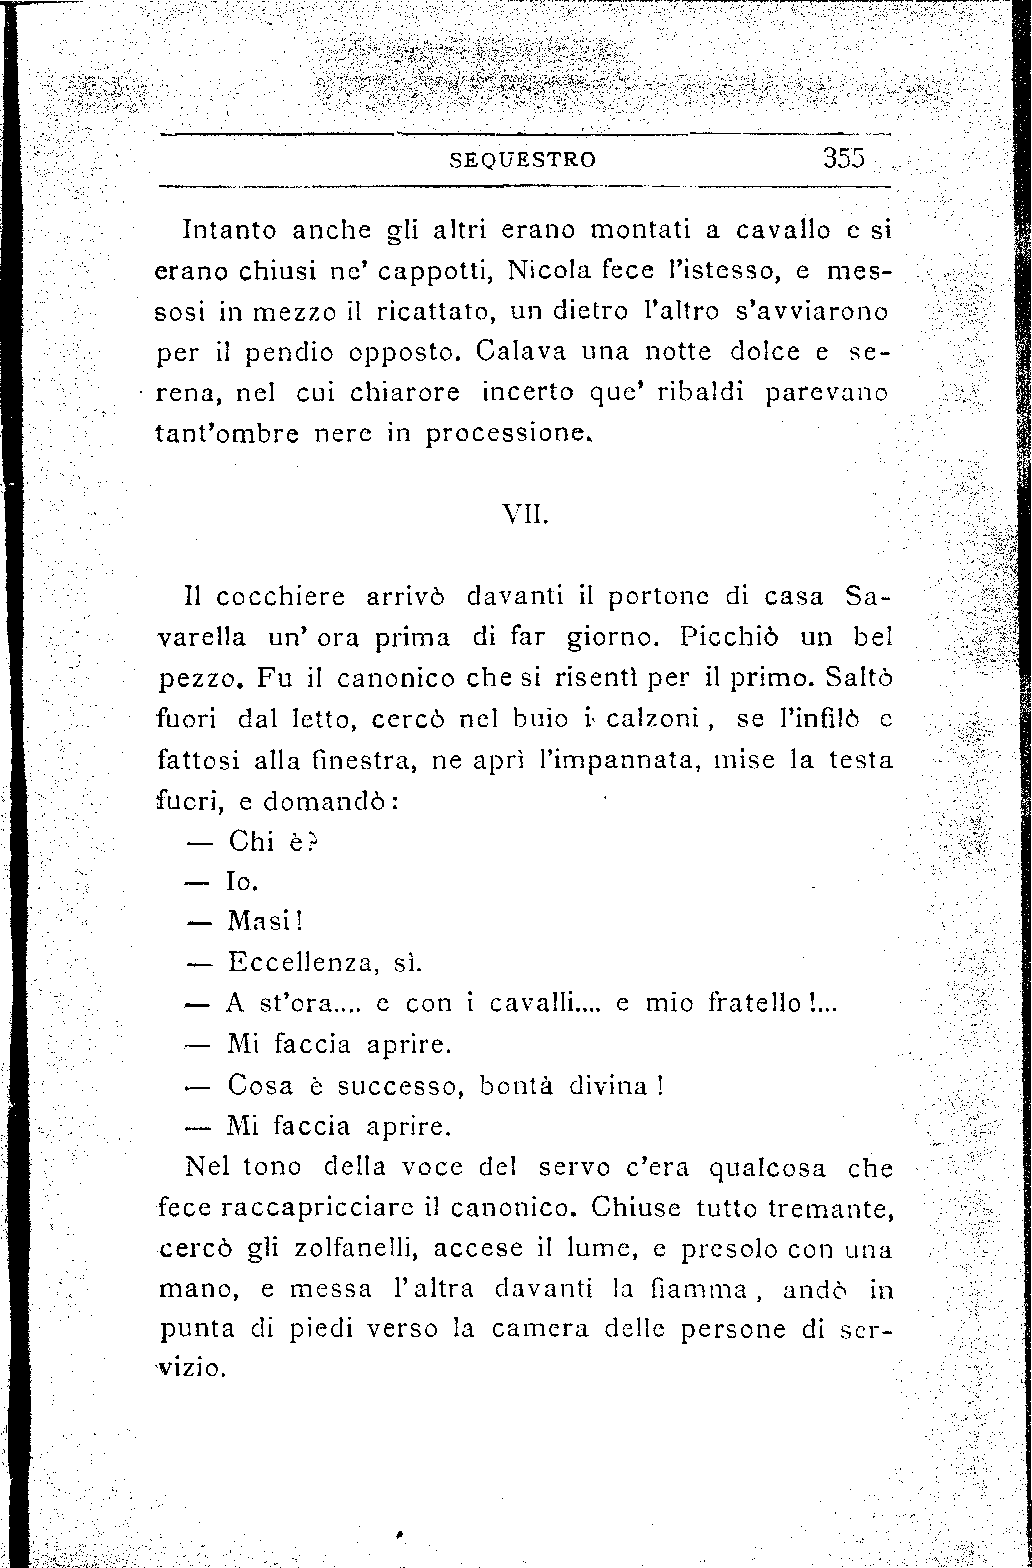 SEQUESTRO 355
Intanto anche gli altri erano montati a cavallo e si
erano chiusi ne' cappotti, Nicola fece l'istesso, e mes-
sosi in mezzo il ricattato, un dietro l'altro s'avviarono
per il pendio opposto. Calava una notte dolce e se-
rena, nel cui chiarore incerto que' ribaldi parevano
tant'ombre nere in processione.
VII.
Il cocchiere arrivò davanti il portone di casa Sa-
varella un' ora prima di far giorno. Picchiò un bel
pezzo. Fu il canonico che si risentì per il primo. Saltò
fuori dal letto, cercò nel buio i calzoni, se l'infilò e
fattosi alla finestra, ne aprì l'impannata, mise la testa
fuori, e domandò:
— Chi è?
— Io.
— Masi!
— Eccellenza, sì.
— A st'ora.... e con i cavalli.... e mio fratello!...
— Mi faccia aprire.
— Cosa è successo, bontà divina!
— Mi faccia aprire.
Nel tono della voce del servo c'era qualcosa che
fece raccapricciare il canonico. Chiuse tutto tremante,
cercò gli zolfanelli, accese il lume, e presolo con una
mano, e messa l'altra davanti la fiamma, andò in
punta di piedi verso la camera delle persone di ser-
vizio.